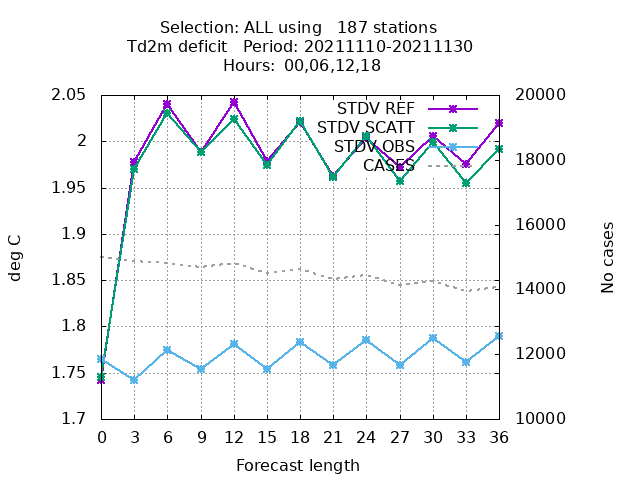 Selection: ALL using   187 stations
Td2m deficit   Period: 20211110-20211130
Hours: 00,06,12,18
2.05
2
1.95
1.9
1.85
1.8
1.75
1.7
deg C
STDV REF
STDV SCATT
STDV OBS
CASES
20000
18000
16000
14000
12000
10000
No cases
0 3 6 9 12 15 18 21 24 27 30 33 36
Forecast length